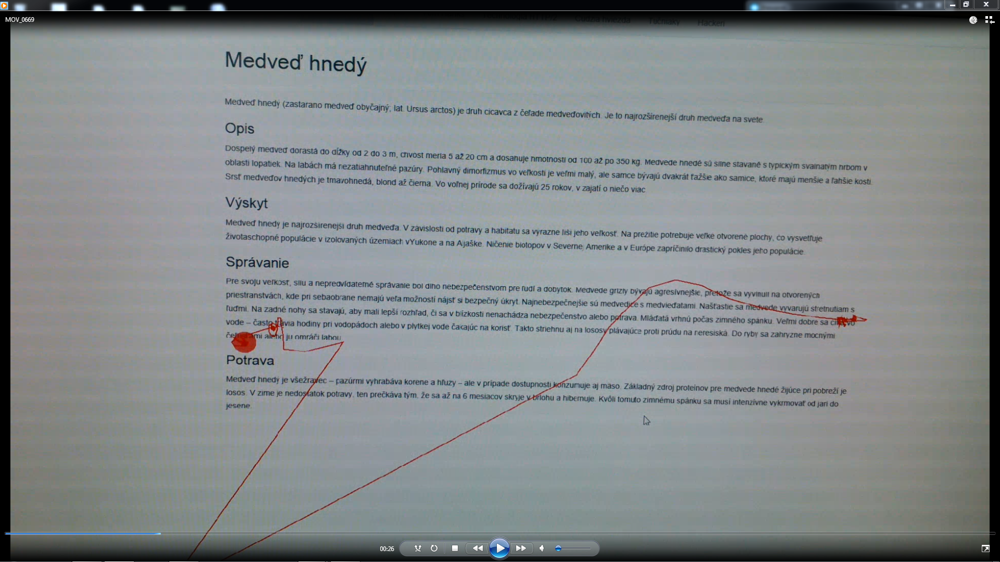 MOV_0669
Tučniaky Hackeri
Medveď hnedý
Medveď hnedý (zastarano medveď obyčajný; lat. Ursus arctos) je druh cicavca z čeľade medveďovitých. Je to najrozšírenejší druh medveďa na svete.
Opis
Dospelý medveď dorastá do dĺžky od 2 do 3 m, chvost meria 5 až 20 cm a dosahuje hmotnosti od 100 až po 350 kg. Medvede hnedé sú silne stavané s typickým svalnatým hrbom v
oblasti lopatiek. Na labách má nezatiahnuteľné pazúry. Pohlavný dimorfizmus vo veľkosti je veľmi malý, ale samce bývajú dvakrát ťažšie ako samice, ktoré majú menšie a ľahšie kosti.
Srsť medveďov hnedých je tmavohnedá, blond až čierna. Vo voľnej prírode sa dožívajú 25 rokov, v zajatí o niečo viac.
Výskyt
Medveď hnedý je najrozšírenejší druh medveďa. V závislosti od potravy a habitatu sa výrazne líši jeho veľkosť. Na prežitie potrebuje veľké otvorené plochy, čo vysvetľuje
životaschopné populácie v izolovaných územiach vYukone a na Aljaške. Ničenie biotopov v Severnej Amerike a v Európe zapríčinilo drastický pokles jeho populácie.
Správanie
Pre svoju veľkosť, silu a nepredvídateľné správanie bol dlho nebezpečenstvom pre ľudí a dobytok. Medvede grizly bývajú agresívnejšie, pretože sa vyvinuli na otvorených
priestranstvách, kde pri sebaobrane nemajú veľa možností nájsť si bezpečný úkryt. Najnebezpečnejšie sú medvedice s medvieďatami. Našťastie sa medvede vyvarujú stretnutiam s
ľuďmi. Na zadné nohy sa stavajú, aby mali lepší rozhľad, či sa v blízkosti nenachádza nebezpečenstvo alebo potrava. Mláďatá vrhnú počas zimného spánku. Veľmi dobre sa cítia vo
vode – často trávia hodiny pri vodopádoch alebo v plytkej vode čakajúc na korisť. Takto striehnu aj na lososy plávajúce proti prúdu na neresiská. Do ryby sa zahryzne mocnými
čeľusťami alebo ju omráči labou.
Potrava
Medveď hnedý je všežravec – pazúrmi vyhrabáva korene a hľuzy – ale v prípade dostupnosti konzumuje aj mäso. Základný zdroj proteínov pre medvede hnedé žijúce pri pobreží je
losos. V zime je nedostatok potravy, ten prečkáva tým, že sa až na 6 mesiacov skryje v brlohu a hibernuje. Kvôli tomuto zimnému spánku sa musí intenzívne vykrmovať od jari do
jesene.
00:26